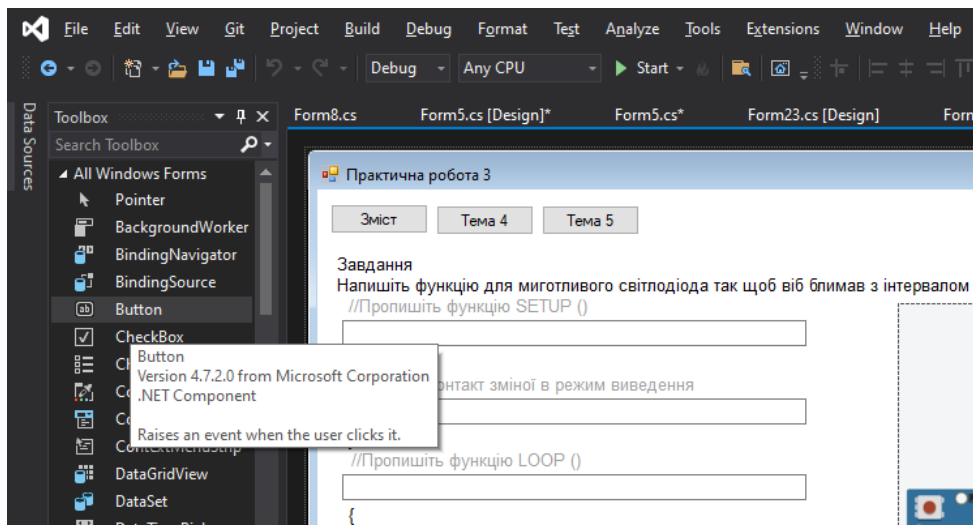 File Edit View Git Project Build Debug Format Test Analyze Tools Extensions Window Help
Debug Any CPU Start
Data Sources
Toolbox
Form8.cs Form5.cs [Design]* Form5.cs* Form23.cs [Design] Form
Search Toolbox
All Windows Forms
Pointer
BackgroundWorker
BindingNavigator
BindingSource
Button
CheckBox
Button
Version 4.7.2.0 from Microsoft Corporation
.NET Component
Raises an event when the user clicks it.
DataGridView
DataSet
Практична робота 3
Зміст Тема 4 Тема 5
Завдання
Напишіть функцію для миготливого світлодіода так щоб віб блимав з інтервалом
//Пропишіть функцію SETUP ()
зміної в режим виведення
//Пропишіть функцію LOOP ()
{